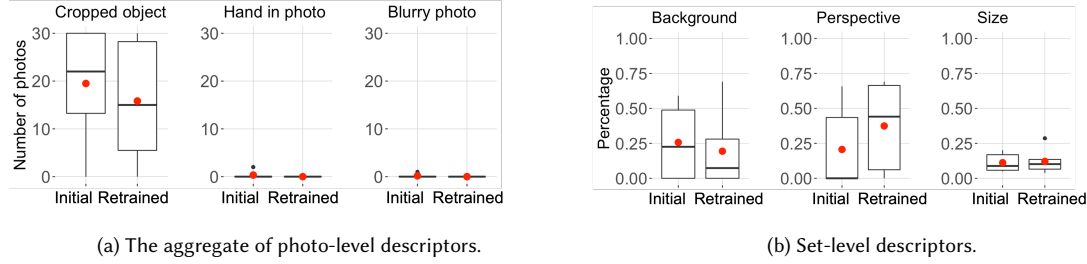 Cropped object Hand in photo Blurry photo
Number of photos
30 30 30
20 20 20
10 10 10
0 0 0
Initial Retrained Initial Retrained Initial Retrained
(a) The aggregate of photo-level descriptors.
Background Perspective Size
Percentage
1.00 1.00 1.00
0.75 0.75 0.75
0.50 0.50 0.50
0.25 0.25 0.25
0.00 0.00 0.00
Initial Retrained Initial Retrained Initial Retrained
(b) Set-level descriptors.